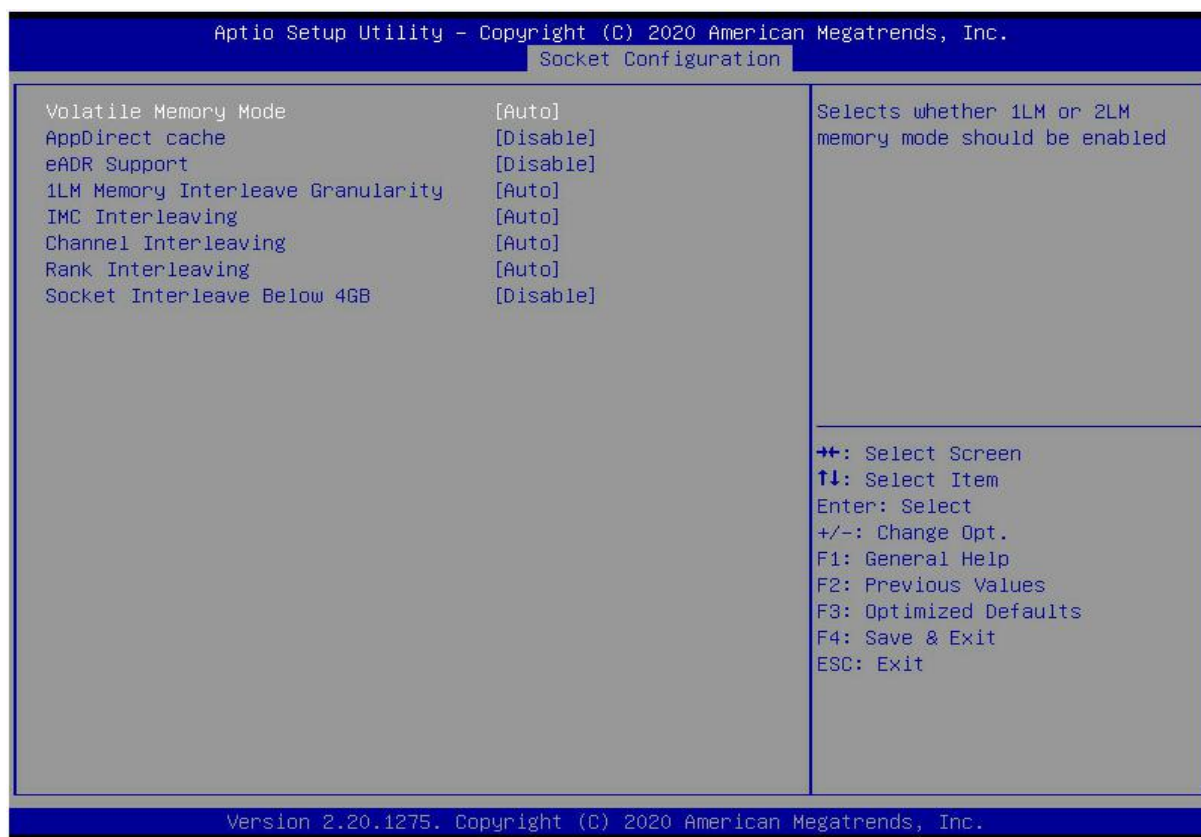 Aptio Setup Utility – Copyright (C) 2020 American Megatrends, Inc.
Socket Configuration
Volatile Memory Mode [Auto]
AppDirect cache [Disable]
eADR Support [Disable]
1LM Memory Interleave Granularity [Auto]
IMC Interleaving [Auto]
Channel Interleaving [Auto]
Rank Interleaving [Auto]
Socket Interleave Below 4GB [Disable]
Selects whether 1LM or 2LM
memory mode should be enabled
→←: Select Screen
↑↓: Select Item
Enter: Select
+/-: Change Opt.
F1: General Help
F2: Previous Values
F3: Optimized Defaults
F4: Save & Exit
ESC: Exit
Version 2.20.1275. Copyright (C) 2020 American Megatrends, Inc.